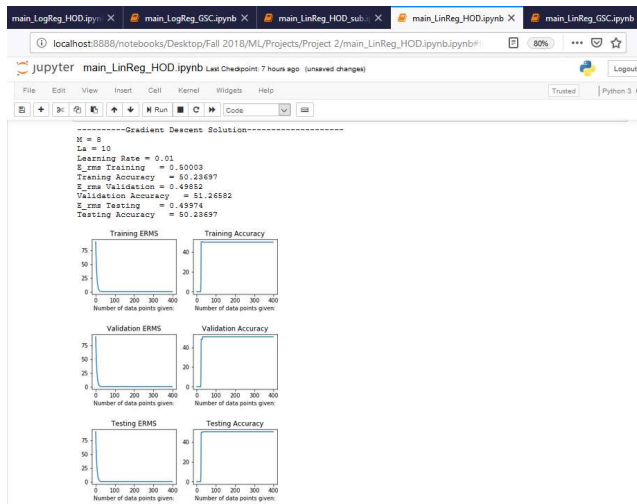 main_LogReg_HOD.ipyn main_LogReg_GSC.ipynb main_LinReg_HOD_sub.i main_LinReg_HOD.ipynb main_LinReg_GSC.ipynb
localhost:8888/notebooks/Desktop/Fall 2018/ML/Projects/Project 2/main_LinReg_HOD.ipynb.ipynb# 80%
jupyter main_LinReg_HOD.ipynb Last Checkpoint: 7 hours ago (unsaved changes) Logout
File Edit View Insert Cell Kernel Widgets Help Trusted Python 3
Run Code
----------Gradient Descent Solution--------------------
M = 8
La = 10
Learning Rate = 0.01
E_rms Training = 0.50003
Traning Accuracy = 50.23697
E_rms Validation = 0.49852
Validation Accuracy = 51.26582
E_rms Testing = 0.49974
Testing Accuracy = 50.23697
Training ERMS Training Accuracy
75 50 25 0
40 20 0
0 100 200 300 400 0 100 200 300 400
Number of data points given: Number of data points given:
Validation ERMS Validation Accuracy
75 50 25 0
40 20 0
0 100 200 300 400 0 100 200 300 400
Number of data points given: Number of data points given:
Testing ERMS Testing Accuracy
75 50 25 0
40 20 0
0 100 200 300 400 0 100 200 300 400
Number of data points given: Number of data points given: